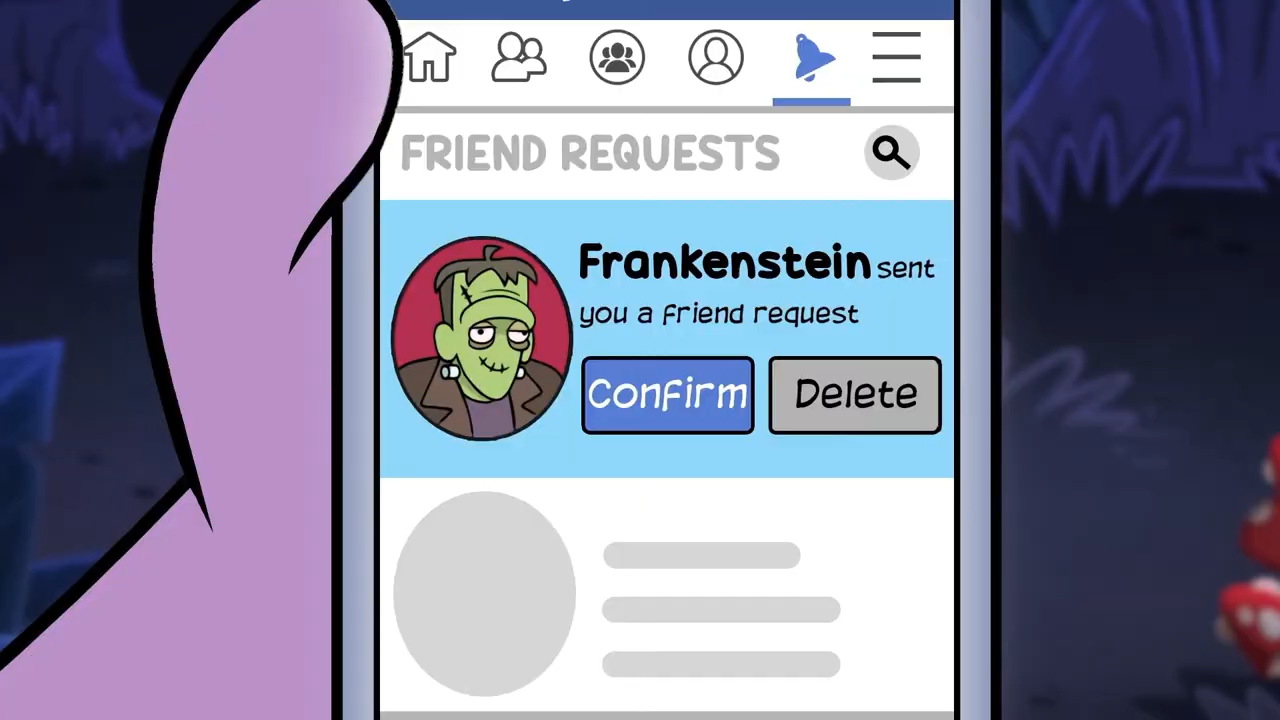 FRIEND REQUESTS
Frankenstein sent
you a friend request
Confirm Delete